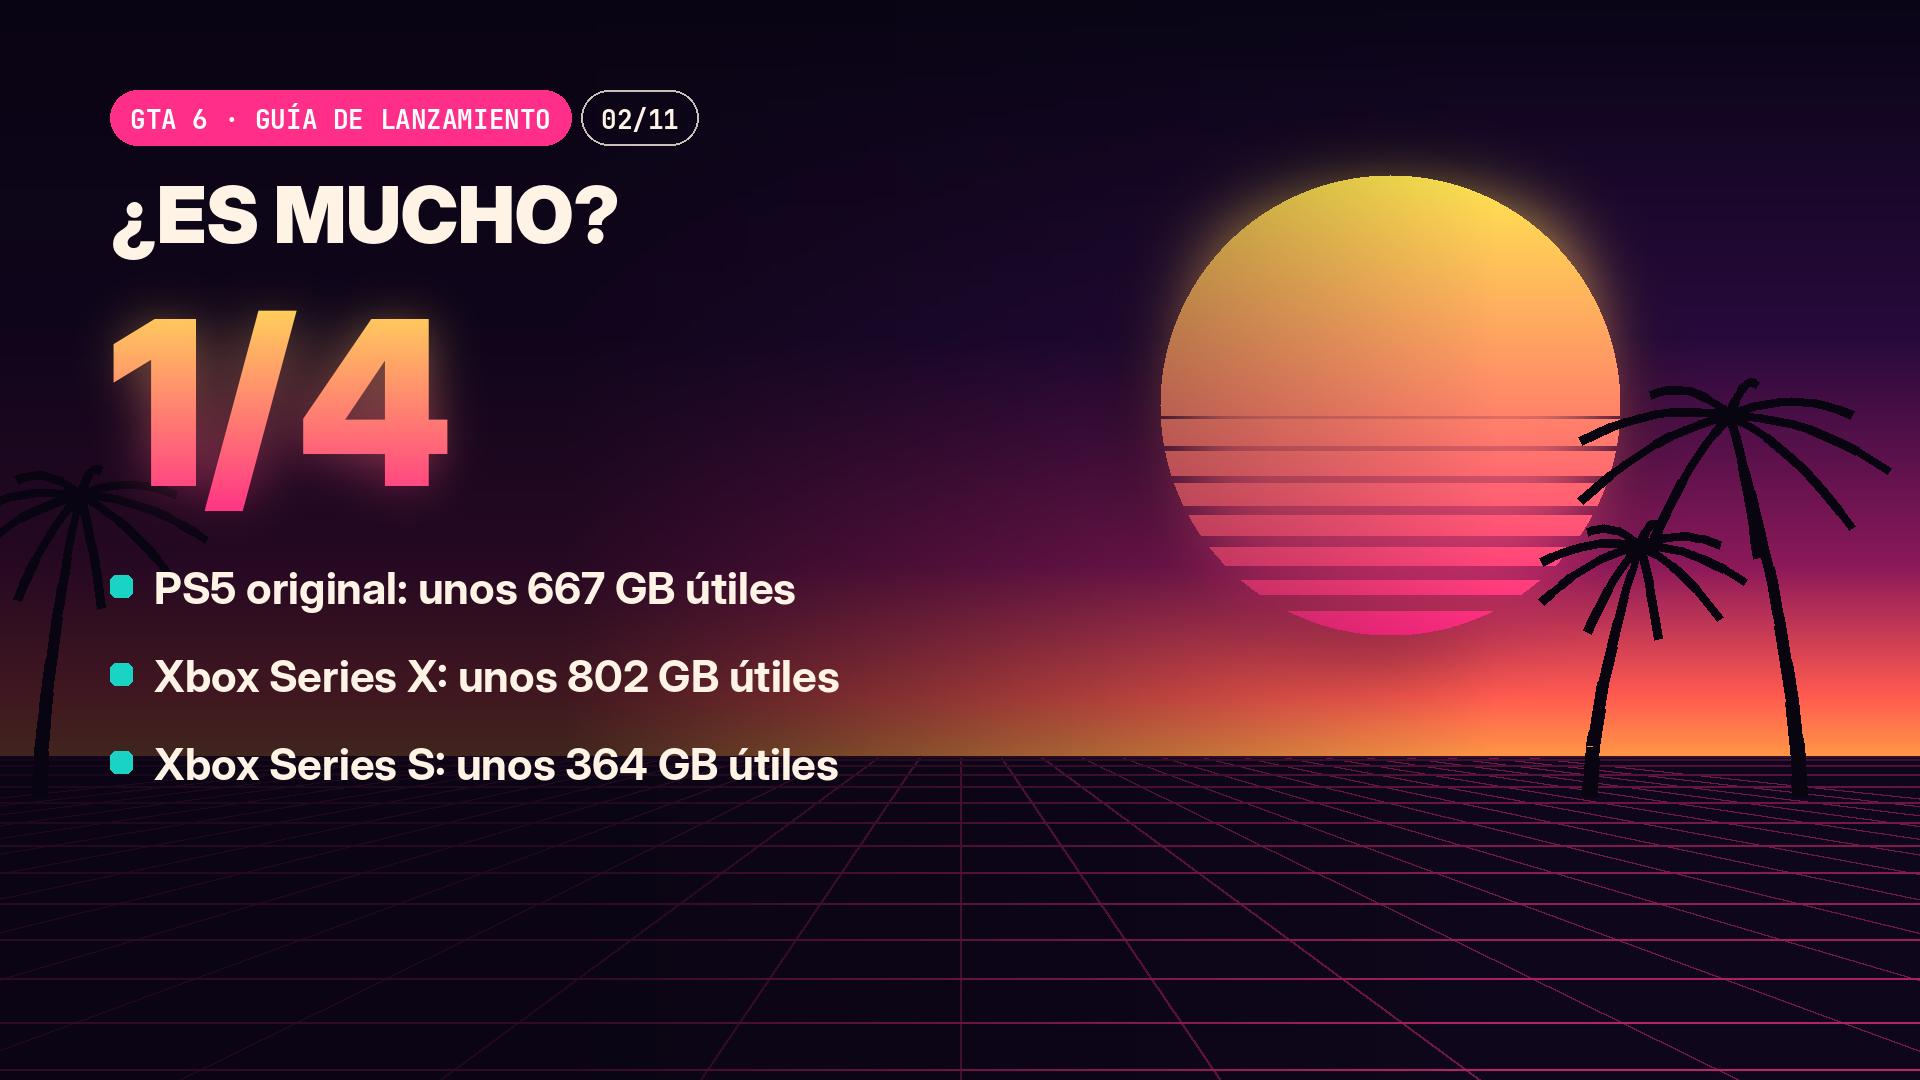 GTA 6 · GUÍA DE LANZAMIENTO
02/11
¿ES MUCHO?
1/4
PS5 original: unos 667 GB útiles
Xbox Series X: unos 802 GB útiles
Xbox Series S: unos 364 GB útiles